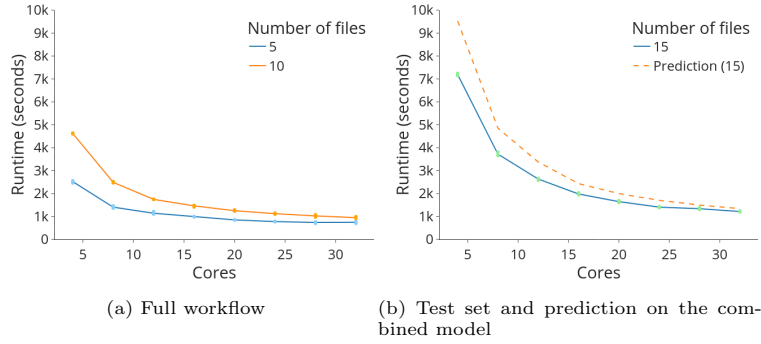 10k
9k
8k
7k
6k
5k
4k
3k
2k
1k
0
Runtime (seconds)
5 10 15 20 25 30
Cores
Number of files
5
10
(a) Full workflow
10k
9k
8k
7k
6k
5k
4k
3k
2k
1k
0
Runtime (seconds)
5 10 15 20 25 30
Cores
Number of files
15
Prediction (15)
(b) Test set and prediction on the com-
bined model